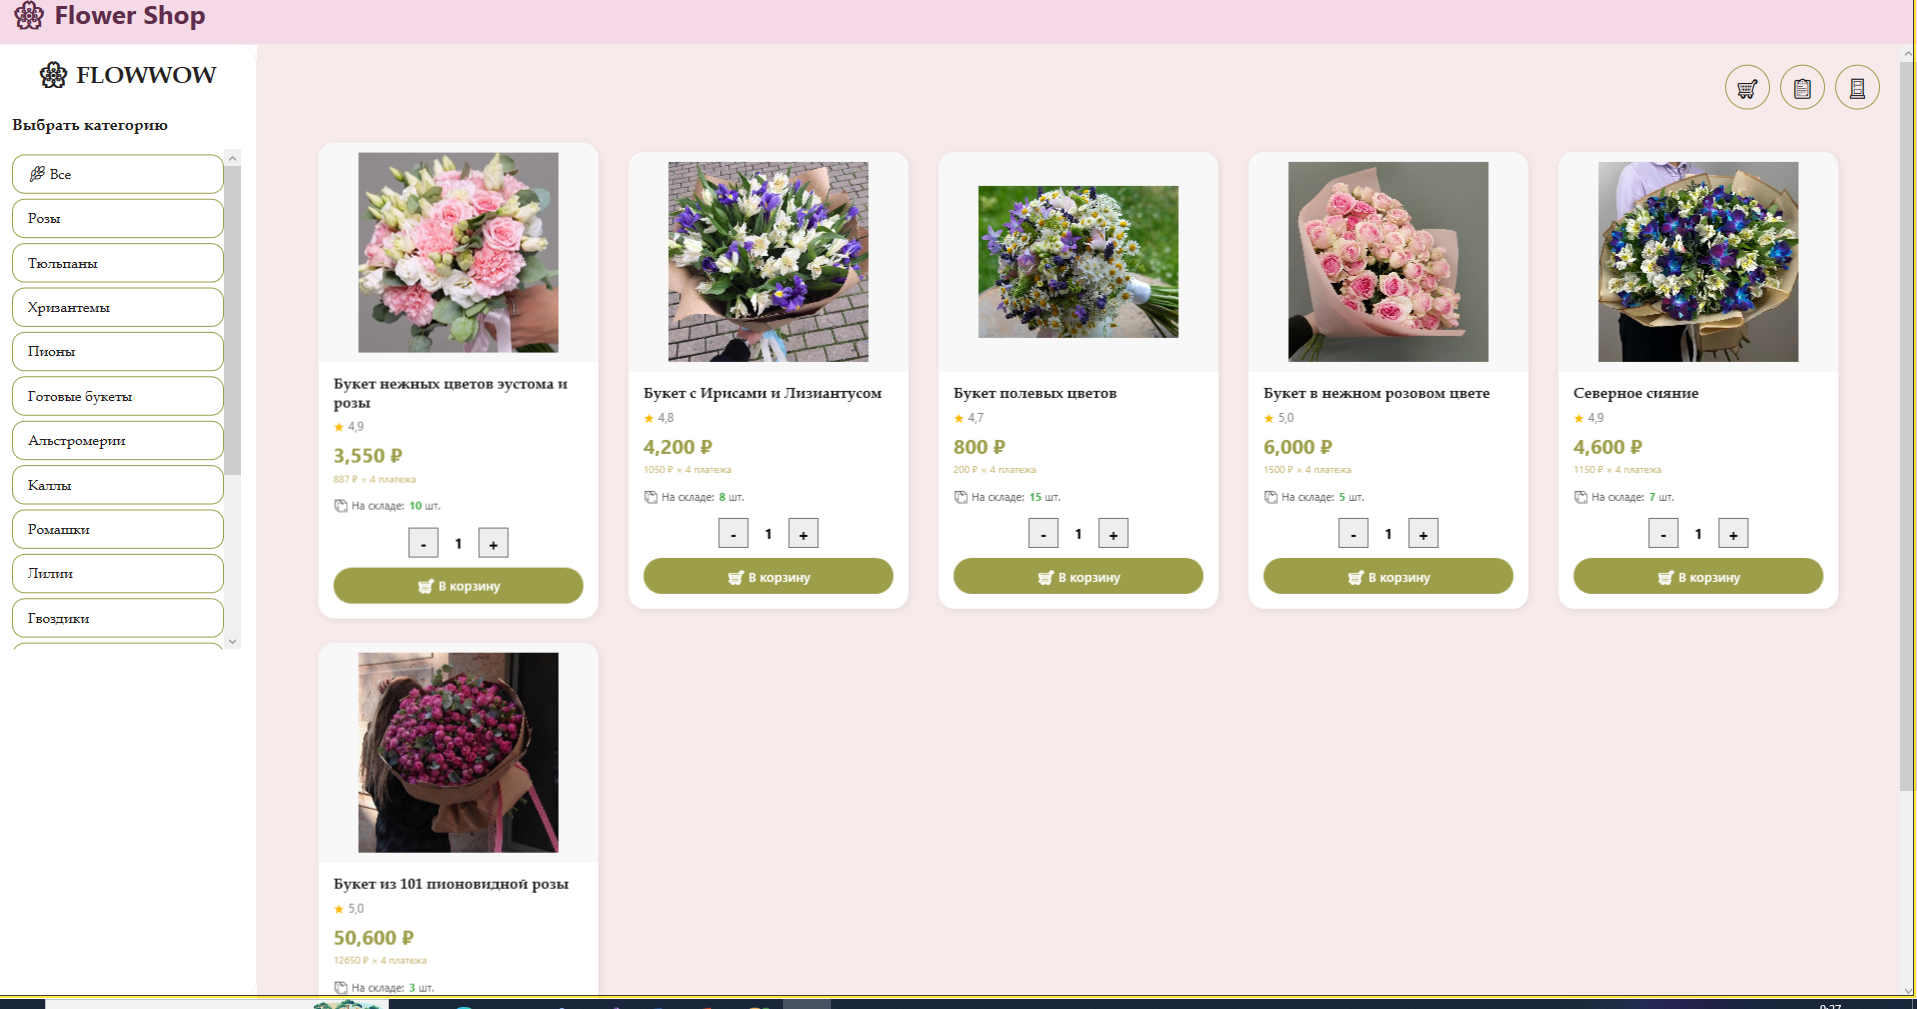 Flower Shop
FLOWWOW
Выбрать категорию
Все
Розы
Тюльпаны
Хризантемы
Пионы
Готовые букеты
Альстромерии
Каллы
Ромашки
Лилии
Гвоздики
Букет нежных цветов эустома и
розы
★ 4,9
3,550 ₽
887 ₽ × 4 платежа
На складе: 10 шт.
- 1 +
В корзину
Букет с Ирисами и Лизиантусом
★ 4,8
4,200 ₽
1050 ₽ × 4 платежа
На складе: 8 шт.
- 1 +
В корзину
Букет полевых цветов
★ 4,7
800 ₽
200 ₽ × 4 платежа
На складе: 15 шт.
- 1 +
В корзину
Букет в нежном розовом цвете
★ 5,0
6,000 ₽
1500 ₽ × 4 платежа
На складе: 5 шт.
- 1 +
В корзину
Северное сияние
★ 4,9
4,600 ₽
1150 ₽ × 4 платежа
На складе: 7 шт.
- 1 +
В корзину
Букет из 101 пионовидной розы
★ 5,0
50,600 ₽
12650 ₽ × 4 платежа
На складе: 3 шт.